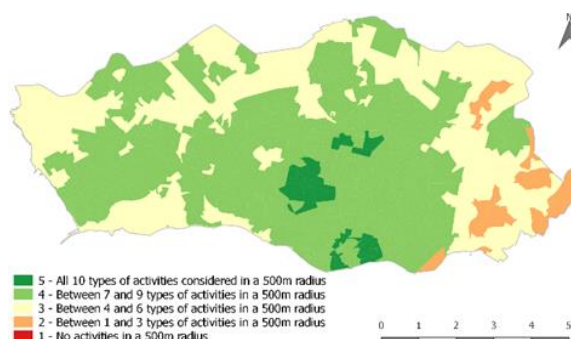 N
5 - All 10 types of activities considered in a 500m radius
4 - Between 7 and 9 types of activities in a 500m radius
3 - Between 4 and 6 types of activities in a 500m radius
2 - Between 1 and 3 types of activities in a 500m radius
1 - No activities in a 500m radius
0 1 2 3 4 5